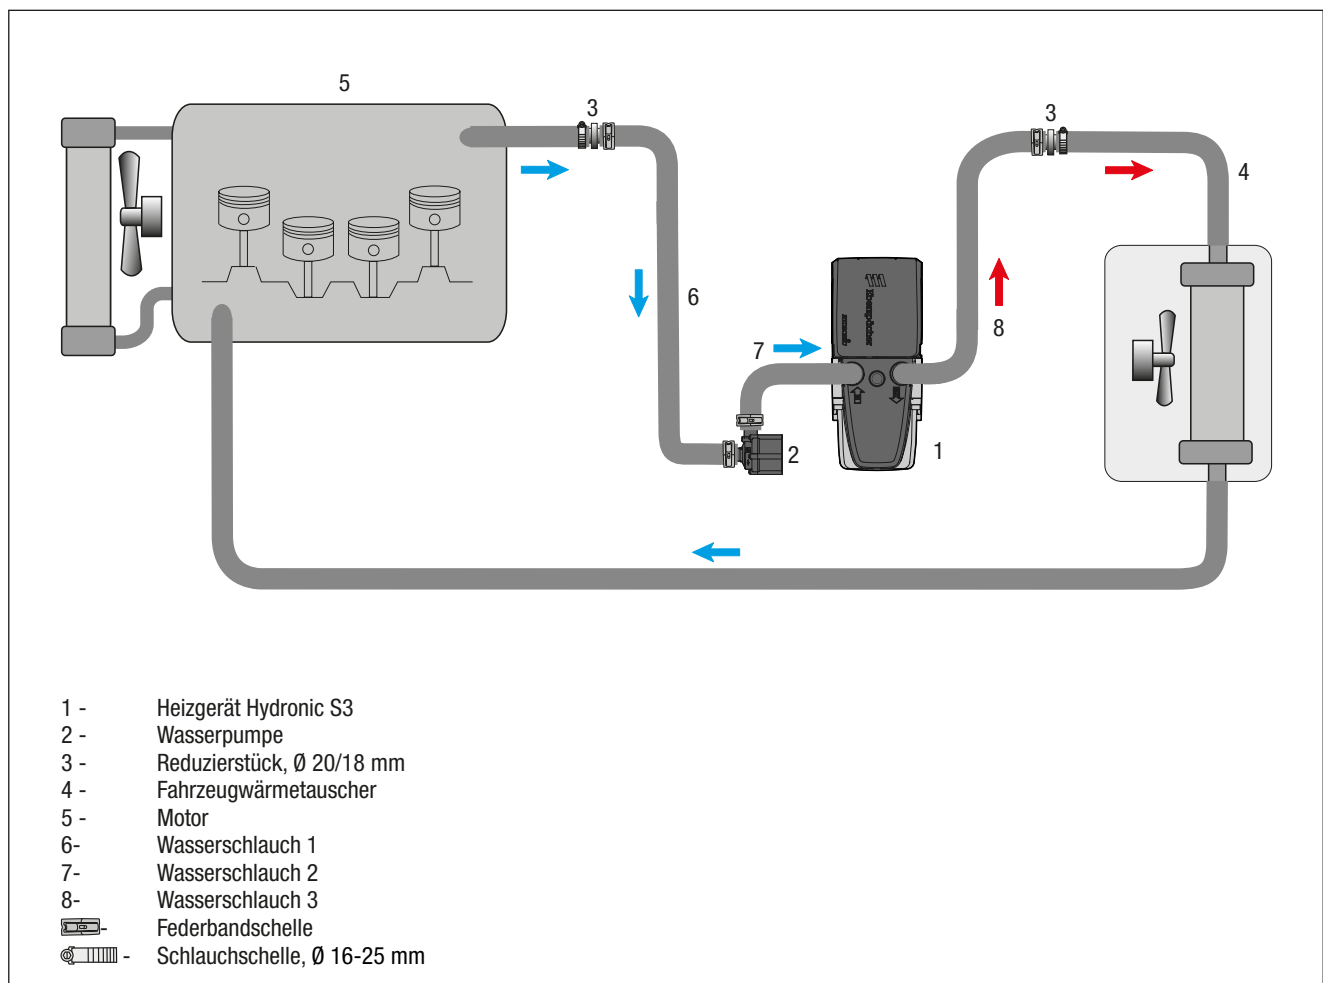 5
3
3
4
6
8
7
Eberspächer
1
2
1 - Heizgerät Hydronic S3
2 - Wasserpumpe
3 - Reduzierstück, Ø 20/18 mm
4 - Fahrzeugwärmetauscher
5 - Motor
6- Wasserschlauch 1
7- Wasserschlauch 2
8- Wasserschlauch 3
- Federbandschelle
- Schlauchschelle, Ø 16-25 mm